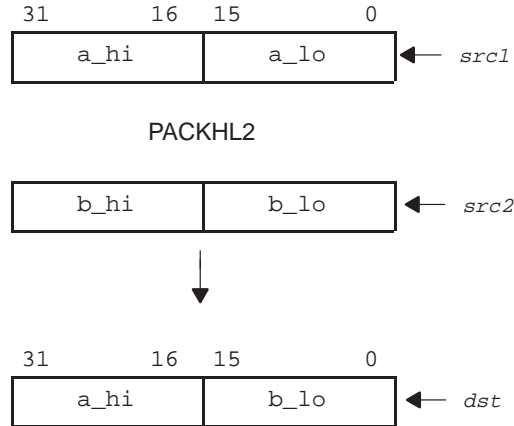 31 16 15 0
a_hi a_lo src1
PACKHL2
b_hi b_lo src2
31 16 15 0
a_hi b_lo dst